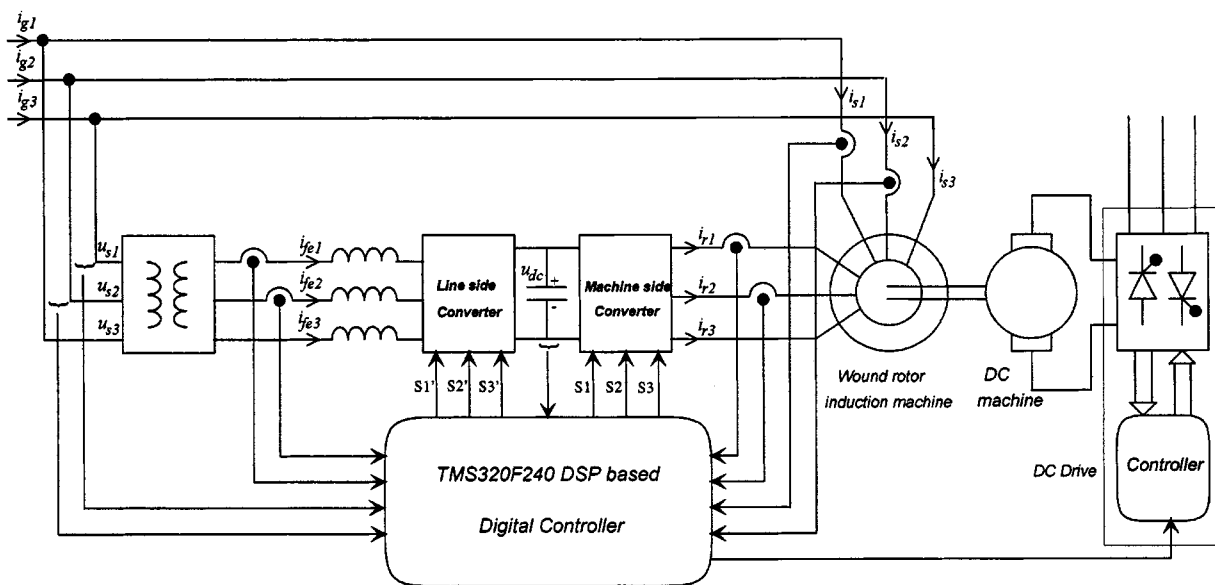 ig1
ig2
ig3
is1
is2
is3
us1
us2
us3
ife1
ife2
ife3
Line side
Converter
udc
+
-
Machine side
Converter
ir1
ir2
ir3
S1'
S2'
S3'
S1
S2
S3
Wound rotor
induction machine
DC
machine
DC Drive
Controller
TMS320F240 DSP based
Digital Controller